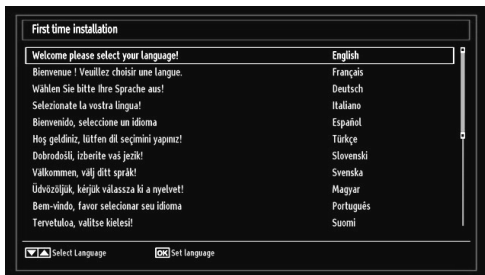 First time installation
Welcome please select your language! English
Bienvenue ! Veuillez choisir une langue. Français
Wählen Sie bitte Ihre Sprache aus! Deutsch
Selezionate la vostra lingua! Italiano
Bienvenido, seleccione un idioma Español
Hoş geldiniz, lütfen dil seçimini yapınız! Türkçe
Dobrodošli, izberite vaš jezik! Slovenski
Välkommen, välj ditt språk! Svenska
Üdvözöljük, kérjük válassza ki a nyelvet! Magyar
Bem-vindo, favor selecionar seu idioma Português
Tervetuloa, valitse kielesi! Suomi
Select Language OK Set language